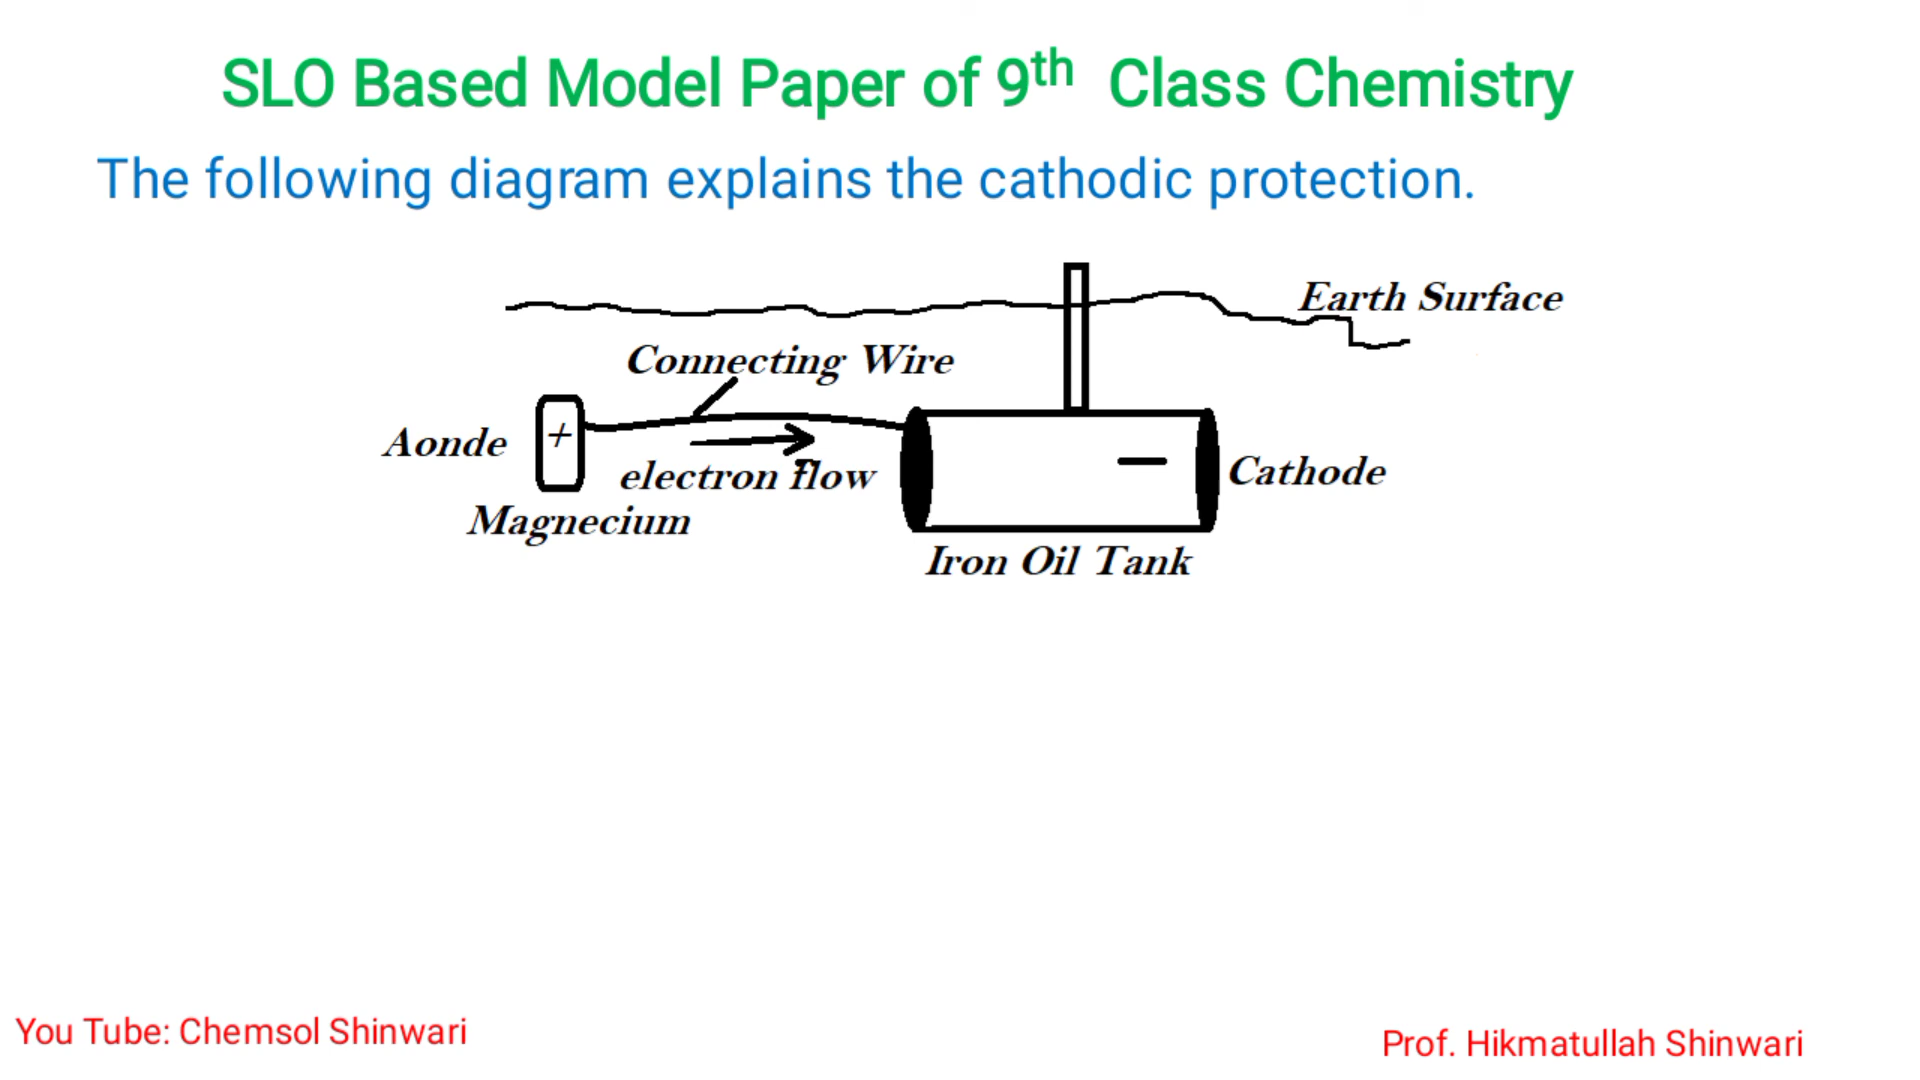 SLO Based Model Paper of 9th Class Chemistry
The following diagram explains the cathodic protection.
Earth Surface
Connecting Wire
Aonde
+
electron flow
−
Cathode
Magnecium
Iron Oil Tank
You Tube: Chemsol Shinwari
Prof. Hikmatullah Shinwari